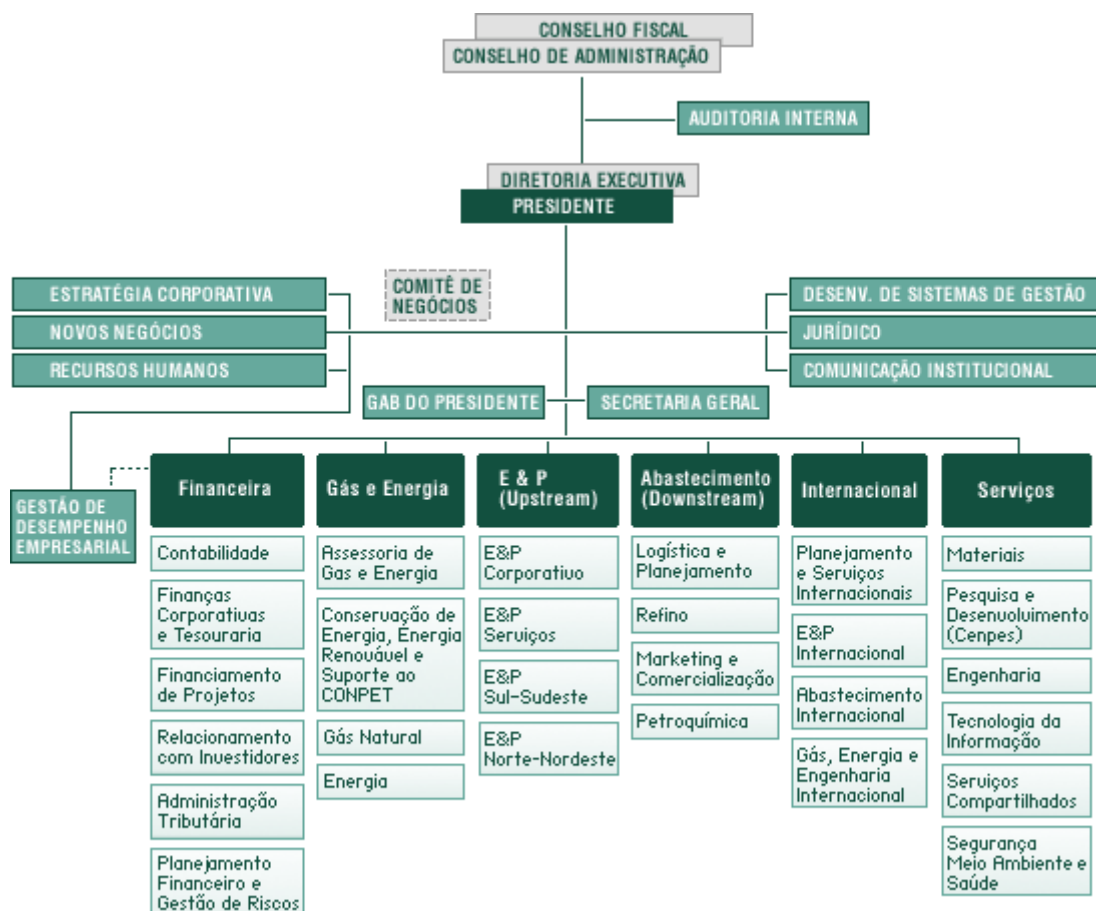 CONSELHO FISCAL
CONSELHO DE ADMINISTRAÇÃO
AUDITORIA INTERNA
DIRETORIA EXECUTIVA
PRESIDENTE
COMITÊ DE
NEGÓCIOS
ESTRATÉGIA CORPORATIVA
NOVOS NEGÓCIOS
RECURSOS HUMANOS
DESENV. DE SISTEMAS DE GESTÃO
JURÍDICO
COMUNICAÇÃO INSTITUCIONAL
GAB DO PRESIDENTE
SECRETARIA GERAL
GESTÃO DE
DESEMPENHO
EMPRESARIAL
Financeira
Contabilidade
Finanças
Corporativas
e Tesouraria
Financiamento
de Projetos
Relacionamento
com Investidores
Administração
Tributária
Planejamento
Financeiro e
Gestão de Riscos
Gás e Energia
Assessoria de
Gas e Energia
Conservação de
Energia, Energia
Renovável e
Suporte ao
CONPET
Gás Natural
Energia
E & P
(Upstream)
E&P
Corporativo
E&P
Serviços
E&P
Sul-Sudeste
E&P
Norte-Nordeste
Abastecimento
(Downstream)
Logística e
Planejamento
Refino
Marketing e
Comercialização
Petroquímica
Internacional
Planejamento
e Serviços
Internacionais
E&P
Internacional
Abastecimento
Internacional
Gás, Energia e
Engenharia
Internacional
Serviços
Materiais
Pesquisa e
Desenvolvimento
(Cenpes)
Engenharia
Tecnologia da
Informação
Serviços
Compartilhados
Segurança
Meio Ambiente e
Saúde